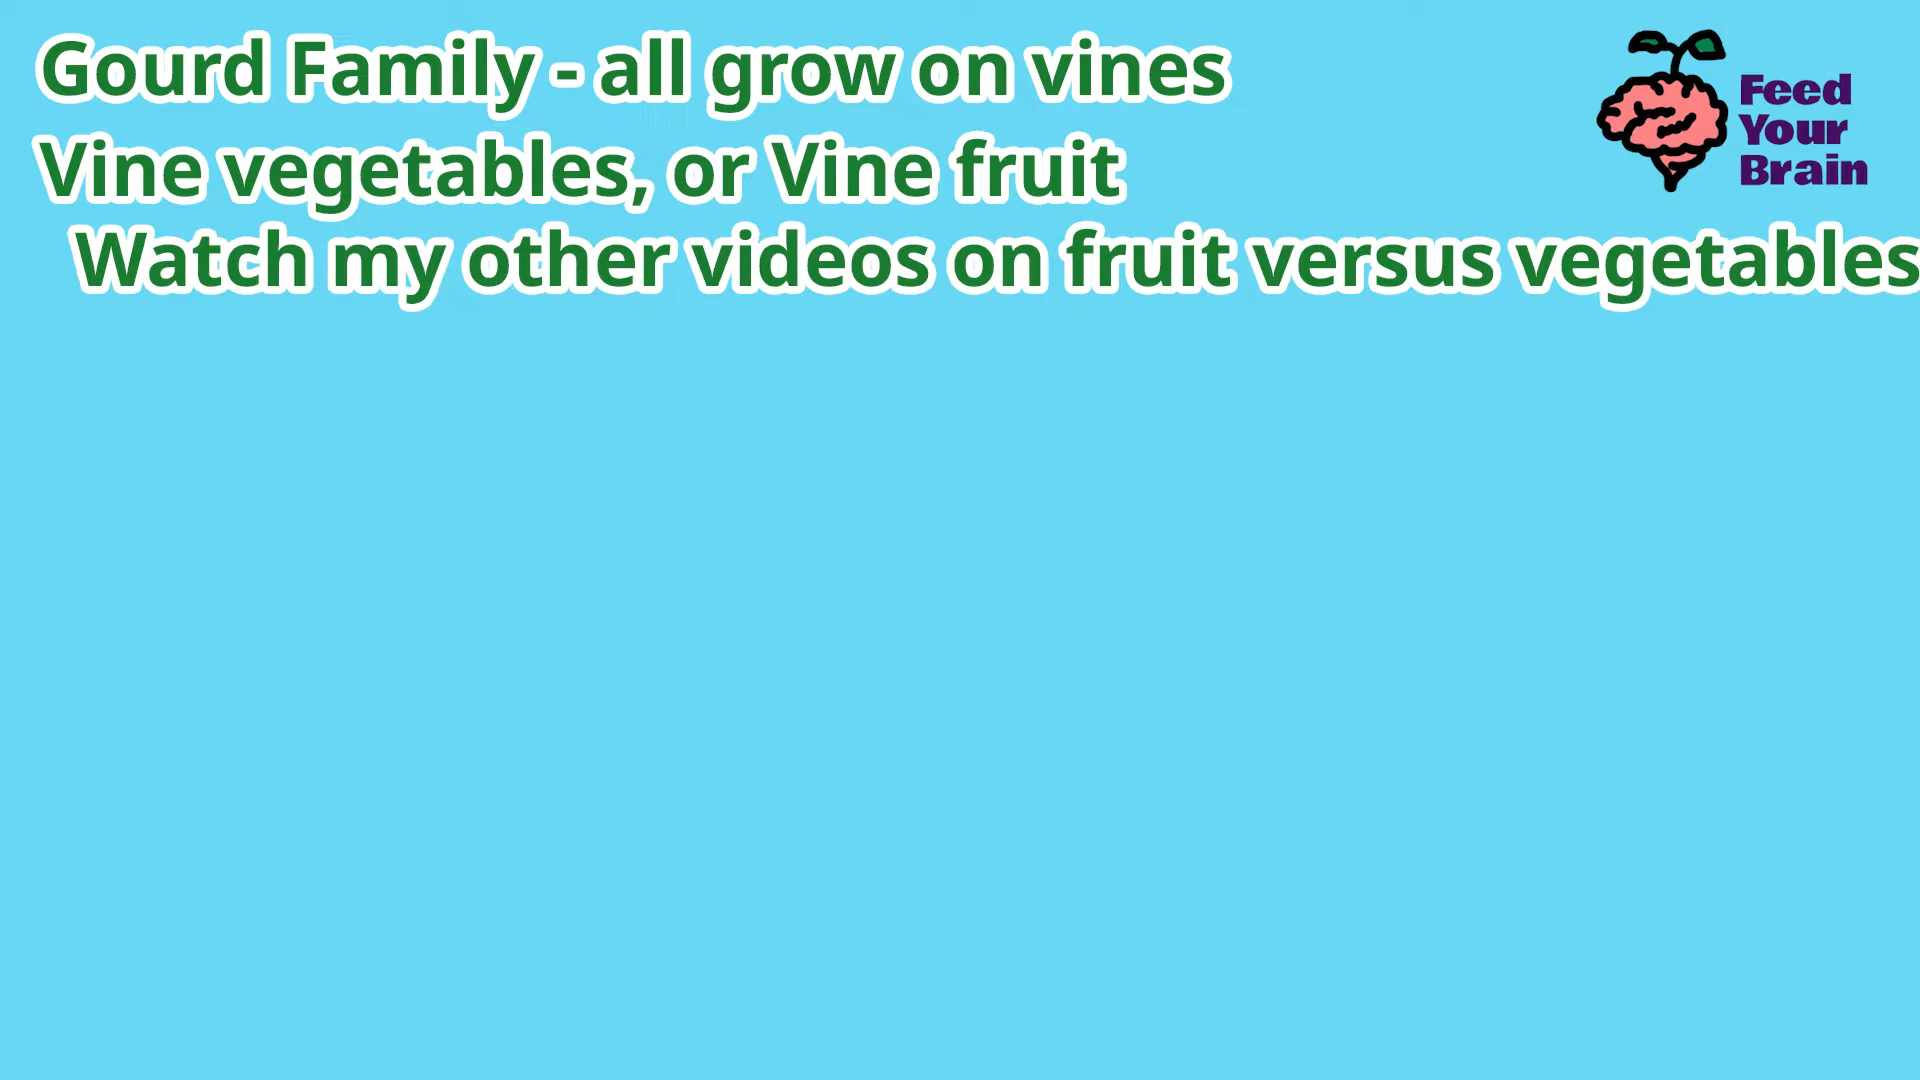 Gourd Family - all grow on vines
Vine vegetables, or Vine fruit
Watch my other videos on fruit versus vegetables
Feed
Your
Brain